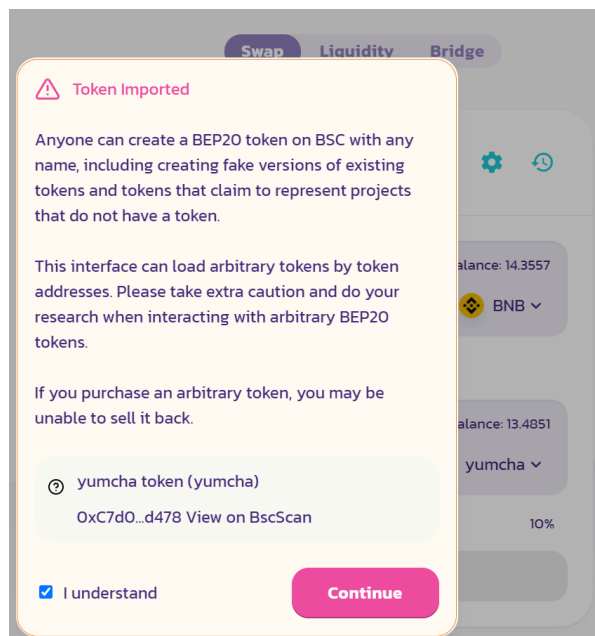 Swap Liquidity Bridge
Token Imported
Anyone can create a BEP20 token on BSC with any
name, including creating fake versions of existing
tokens and tokens that claim to represent projects
that do not have a token.
This interface can load arbitrary tokens by token
addresses. Please take extra caution and do your
research when interacting with arbitrary BEP20
tokens.
If you purchase an arbitrary token, you may be
unable to sell it back.
yumcha token (yumcha)
0xC7d0...d478 View on BscScan
I understand
Continue
alance: 14.3557
BNB
alance: 13.4851
yumcha
10%